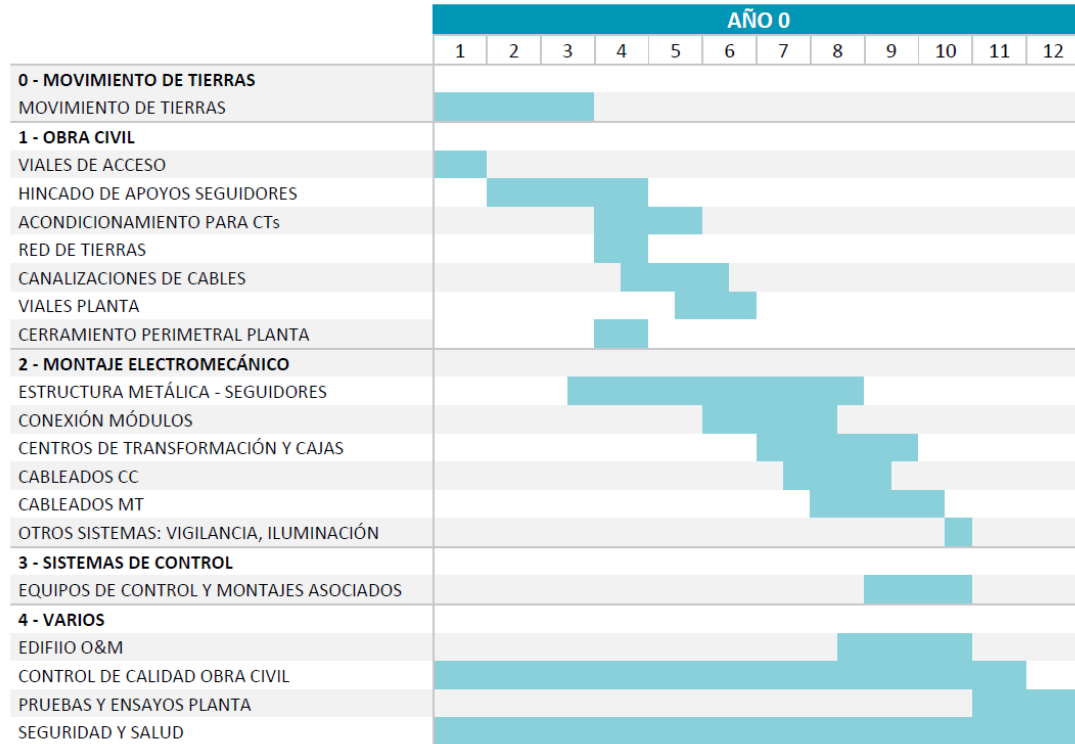 AÑO 0
1 2 3 4 5 6 7 8 9 10 11 12
0 - MOVIMIENTO DE TIERRAS
MOVIMIENTO DE TIERRAS
1 - OBRA CIVIL
VIALES DE ACCESO
HINCADO DE APOYOS SEGUIDORES
ACONDICIONAMIENTO PARA CTs
RED DE TIERRAS
CANALIZACIONES DE CABLES
VIALES PLANTA
CERRAMIENTO PERIMETRAL PLANTA
2 - MONTAJE ELECTROMECÁNICO
ESTRUCTURA METÁLICA - SEGUIDORES
CONEXIÓN MÓDULOS
CENTROS DE TRANSFORMACIÓN Y CAJAS
CABLEADOS CC
CABLEADOS MT
OTROS SISTEMAS: VIGILANCIA, ILUMINACIÓN
3 - SISTEMAS DE CONTROL
EQUIPOS DE CONTROL Y MONTAJES ASOCIADOS
4 - VARIOS
EDIFIIO O&M
CONTROL DE CALIDAD OBRA CIVIL
PRUEBAS Y ENSAYOS PLANTA
SEGURIDAD Y SALUD